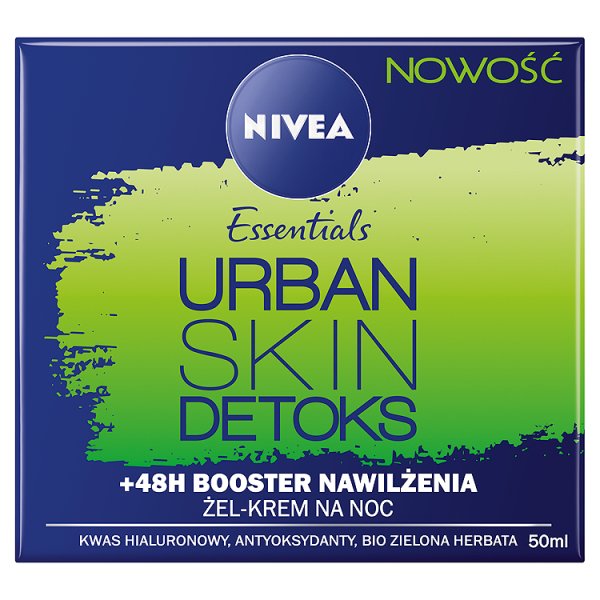 NOWOŚĆ
NIVEA
Essentials
URBAN
SKIN
DETOKS
+48H BOOSTER NAWILŻENIA
ŻEL-KREM NA NOC
KWAS HIALURONOWY, ANTYOKSYDANTY, BIO ZIELONA HERBATA 50ml